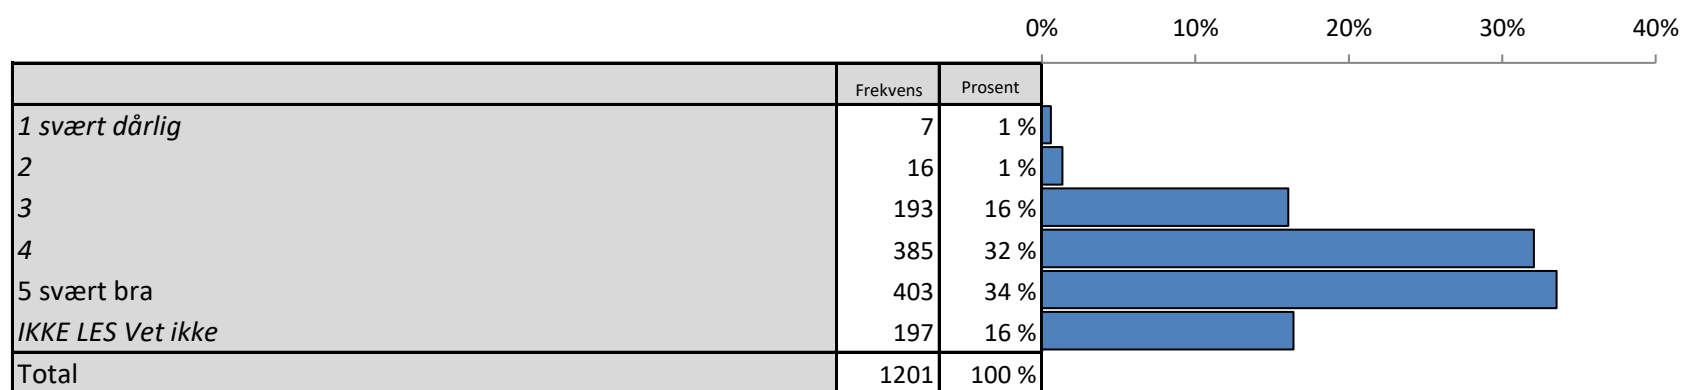 0% 10% 20% 30% 40%
Frekvens Prosent
1 svært dårlig 7 1 %
2 16 1 %
3 193 16 %
4 385 32 %
5 svært bra 403 34 %
IKKE LES Vet ikke 197 16 %
Total 1201 100 %